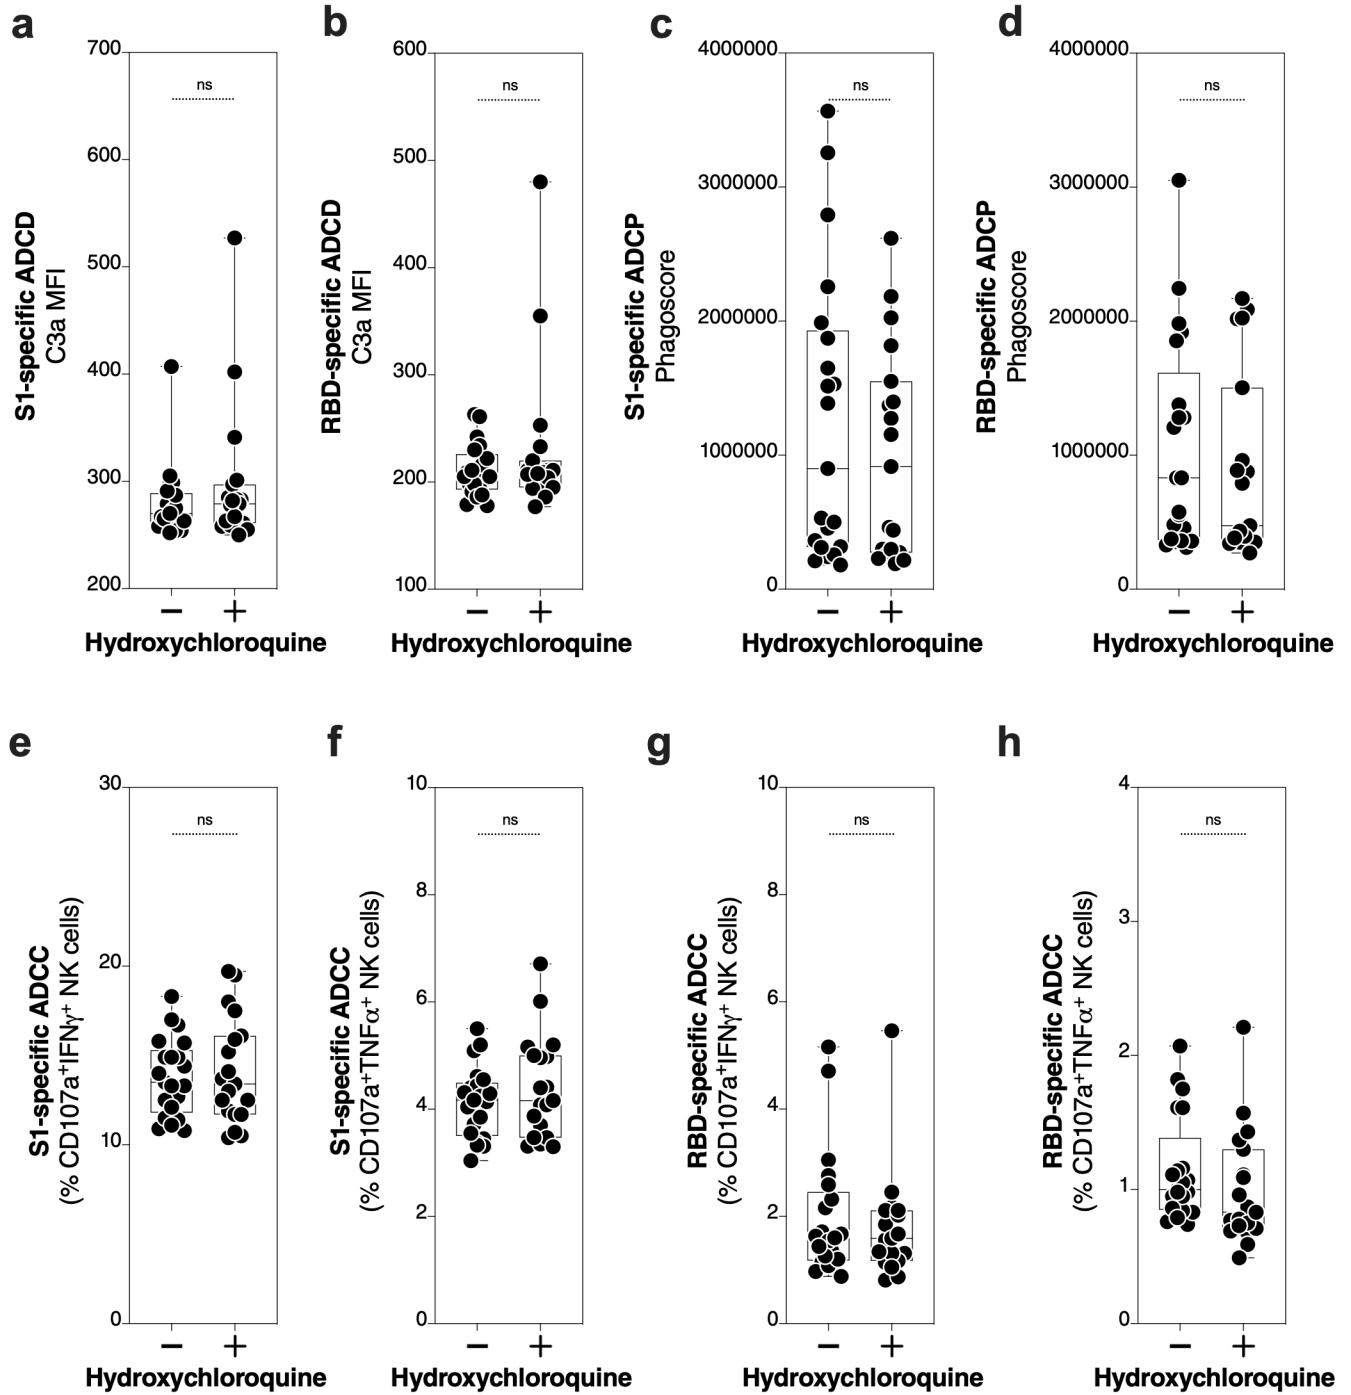 a
S1-specific ADCD
C3a MFI
700
600
500
400
300
200
ns
− +
Hydroxychloroquine
b
RBD-specific ADCD
C3a MFI
600
500
400
300
200
100
ns
− +
Hydroxychloroquine
c
S1-specific ADCP
Phagoscore
4000000
3000000
2000000
1000000
0
ns
− +
Hydroxychloroquine
d
RBD-specific ADCP
Phagoscore
4000000
3000000
2000000
1000000
0
ns
− +
Hydroxychloroquine
e
S1-specific ADCC
(% CD107a⁺IFNγ⁺ NK cells)
30
20
10
0
ns
− +
Hydroxychloroquine
f
S1-specific ADCC
(% CD107a⁺TNFα⁺ NK cells)
10
8
6
4
2
0
ns
− +
Hydroxychloroquine
g
RBD-specific ADCC
(% CD107a⁺IFNγ⁺ NK cells)
10
8
6
4
2
0
ns
− +
Hydroxychloroquine
h
RBD-specific ADCC
(% CD107a⁺TNFα⁺ NK cells)
4
3
2
1
0
ns
− +
Hydroxychloroquine